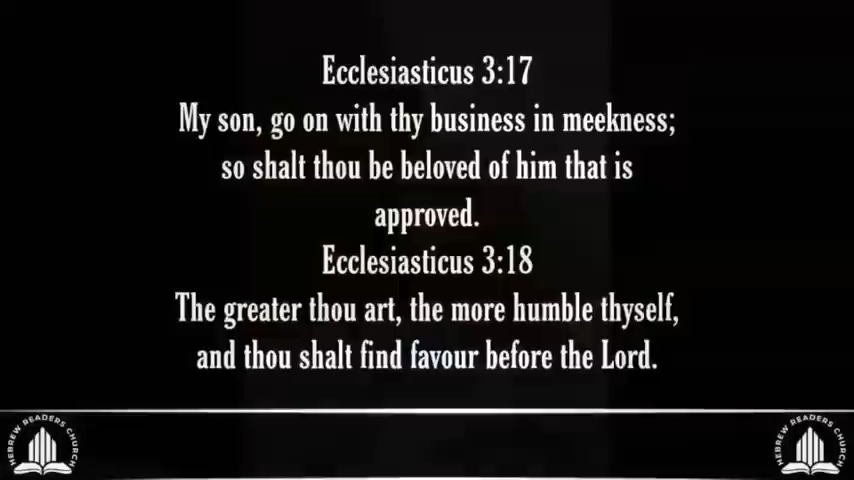 Ecclesiasticus 3:17
My son, go on with thy business in meekness;
so shalt thou be beloved of him that is
approved.
Ecclesiasticus 3:18
The greater thou art, the more humble thyself,
and thou shalt find favour before the Lord.
HEBREW READERS CHURCH
HEBREW READERS CHURCH